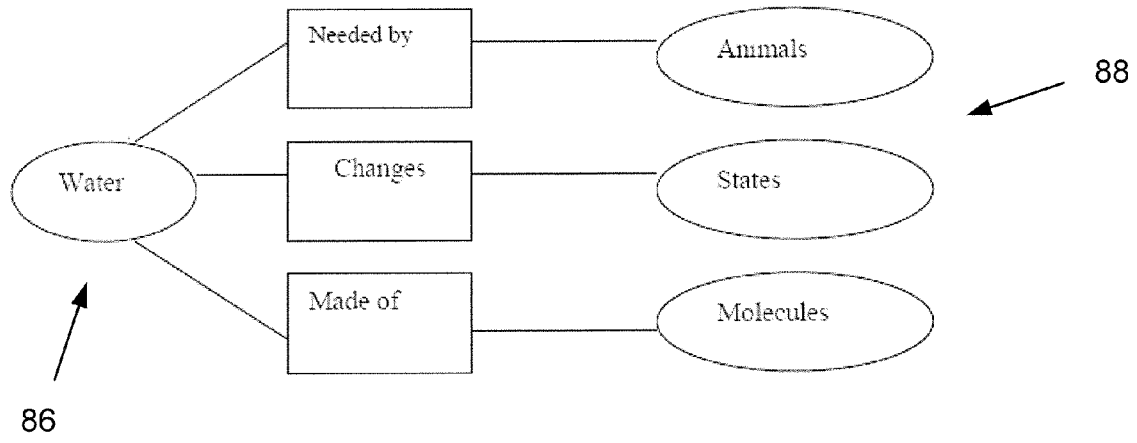 Needed by
Animals
88
Water
Changes
States
Made of
Molecules
86